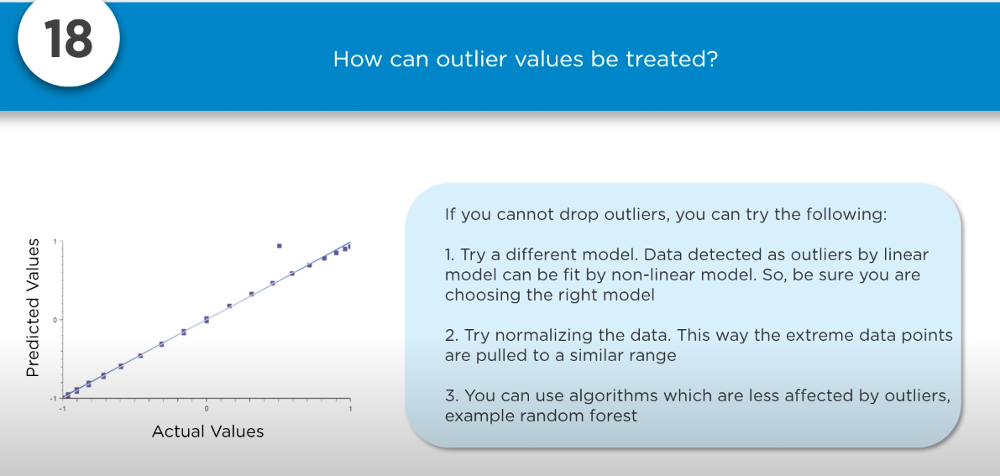 18
How can outlier values be treated?
If you cannot drop outliers, you can try the following:
1. Try a different model. Data detected as outliers by linear
model can be fit by non-linear model. So, be sure you are
choosing the right model
2. Try normalizing the data. This way the extreme data points
are pulled to a similar range
3. You can use algorithms which are less affected by outliers,
example random forest
Predicted Values
1
0
-1
-1
0
1
Actual Values